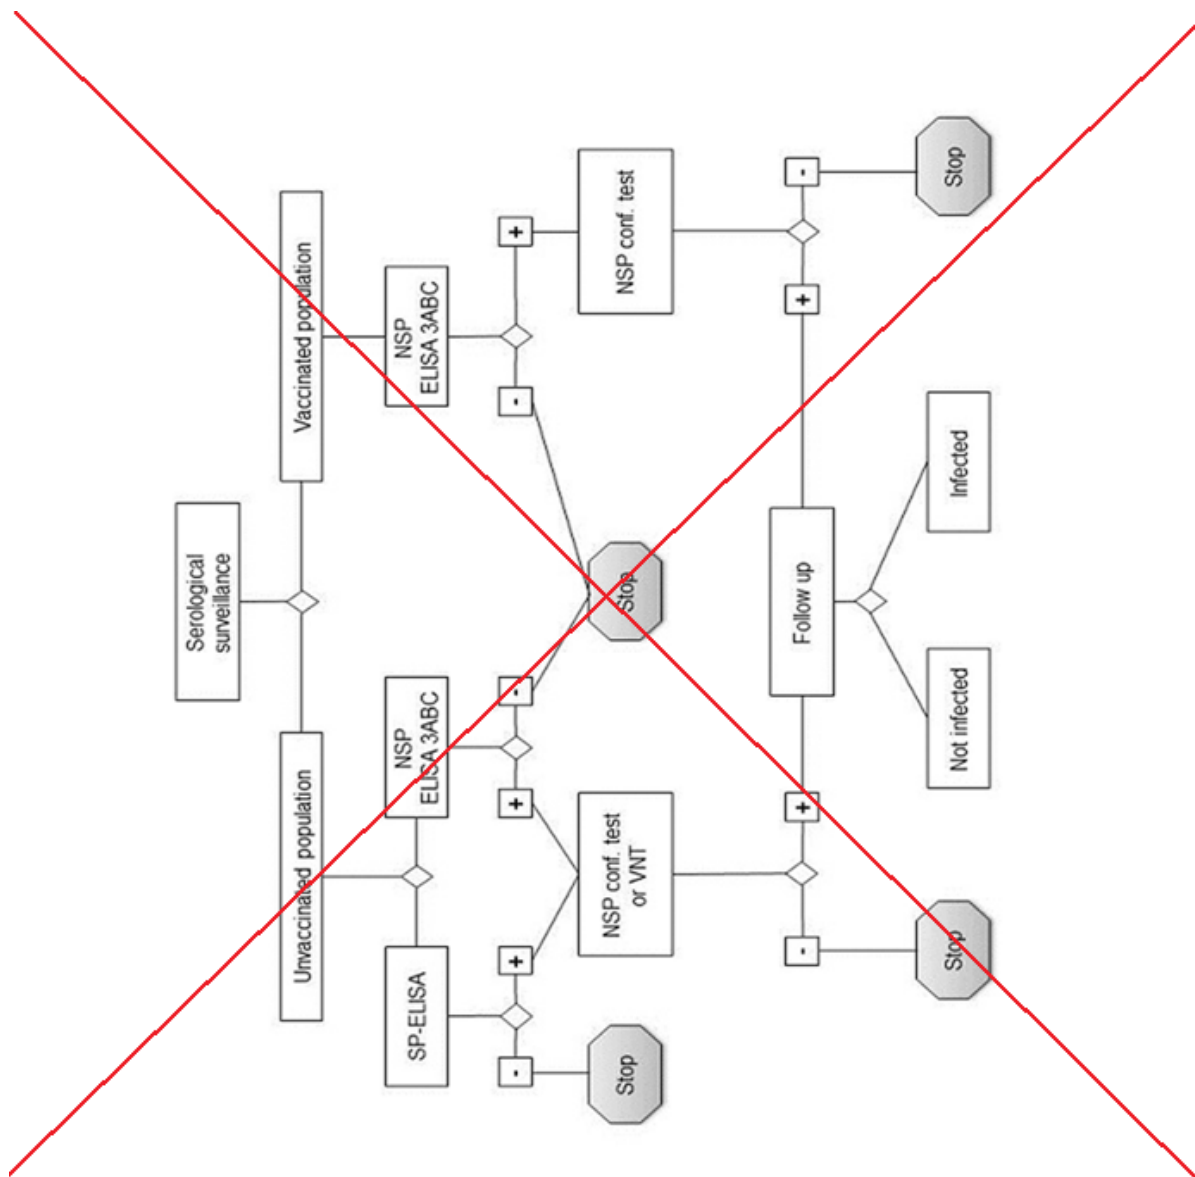 Serological
surveillance
Unvaccinated population
Vaccinated population
SP-ELISA
NSP
ELISA 3ABC
NSP
ELISA 3ABC
-
+
+
-
-
+
Stop
NSP conf. test
or VNT
Stop
NSP conf. test
-
+
+
-
Stop
Follow up
Stop
Not infected
Infected